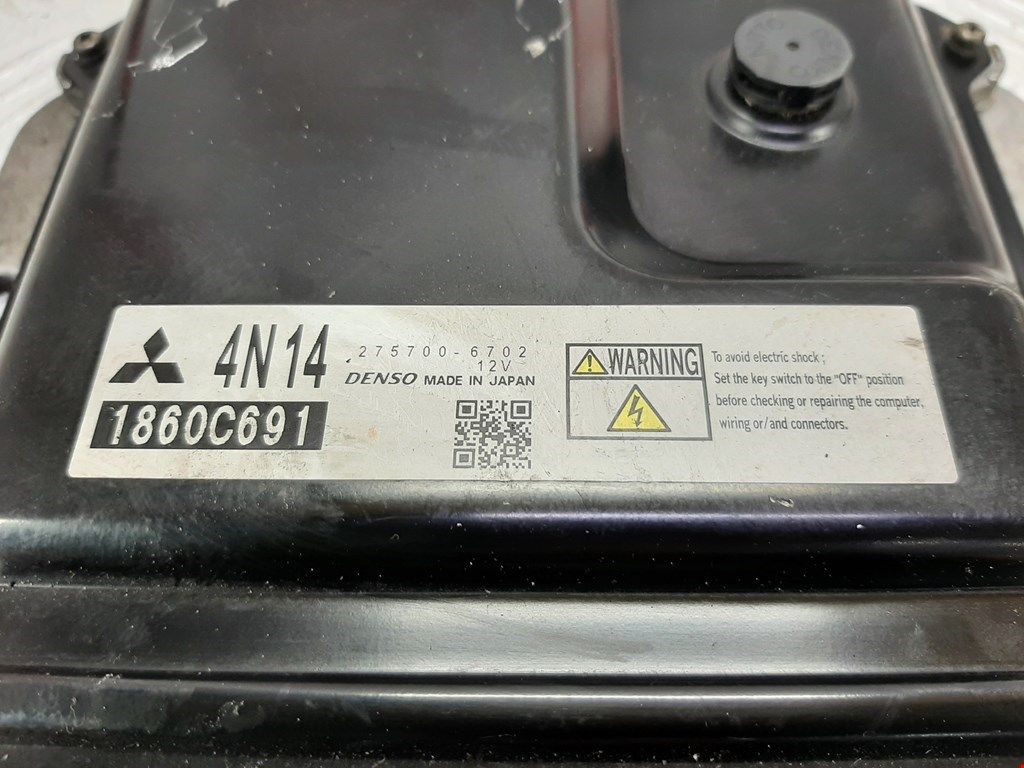 4N14
1860C691
275700-6702
12V
DENSO MADE IN JAPAN
WARNING
To avoid electric shock ;
Set the key switch to the "OFF" position
before checking or repairing the computer,
wiring or/and connectors.